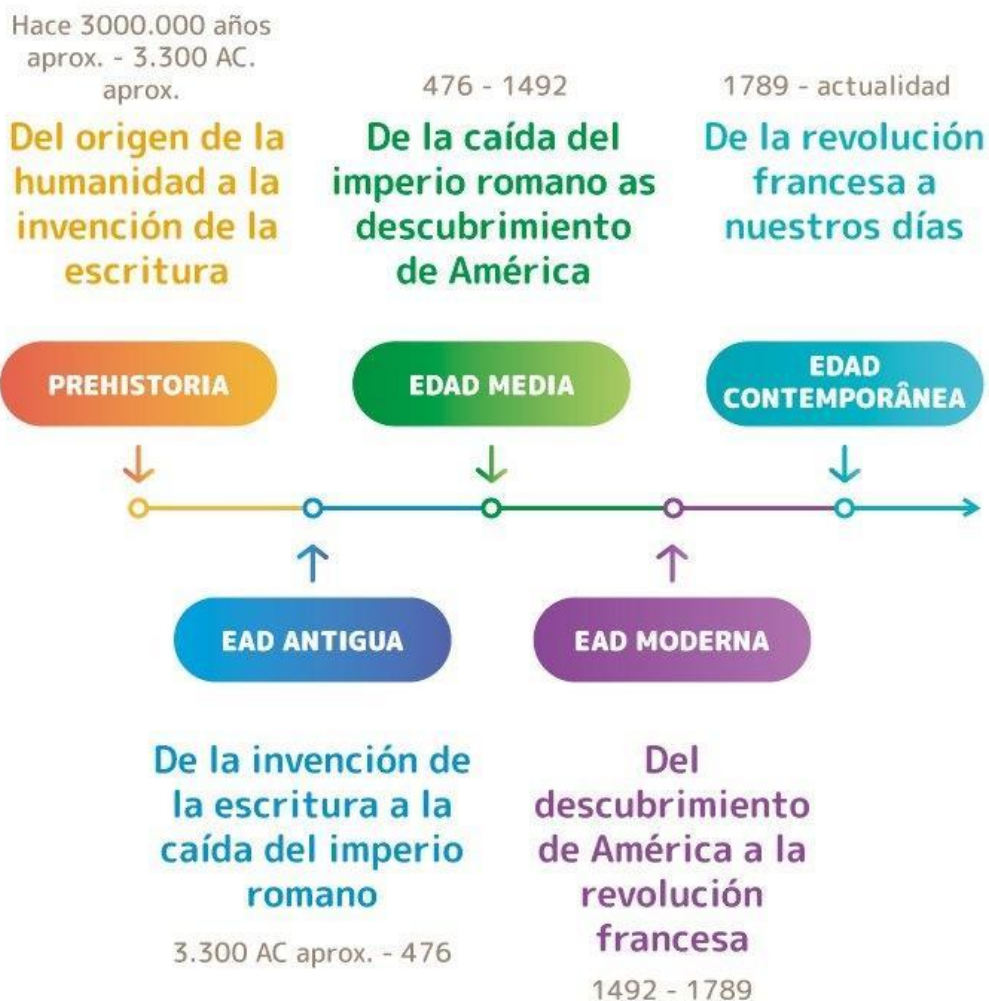 Hace 3000.000 años
aprox. - 3.300 AC.
aprox.
Del origen de la
humanidad a la
invención de la
escritura
PREHISTORIA
476 - 1492
De la caída del
imperio romano as
descubrimiento
de América
EDAD MEDIA
1789 - actualidad
De la revolución
francesa a
nuestros días
EDAD
CONTEMPORÂNEA
EAD ANTIGUA
De la invención de
la escritura a la
caída del imperio
romano
3.300 AC aprox. - 476
EAD MODERNA
Del
descubrimiento
de América a la
revolución
francesa
1492 - 1789